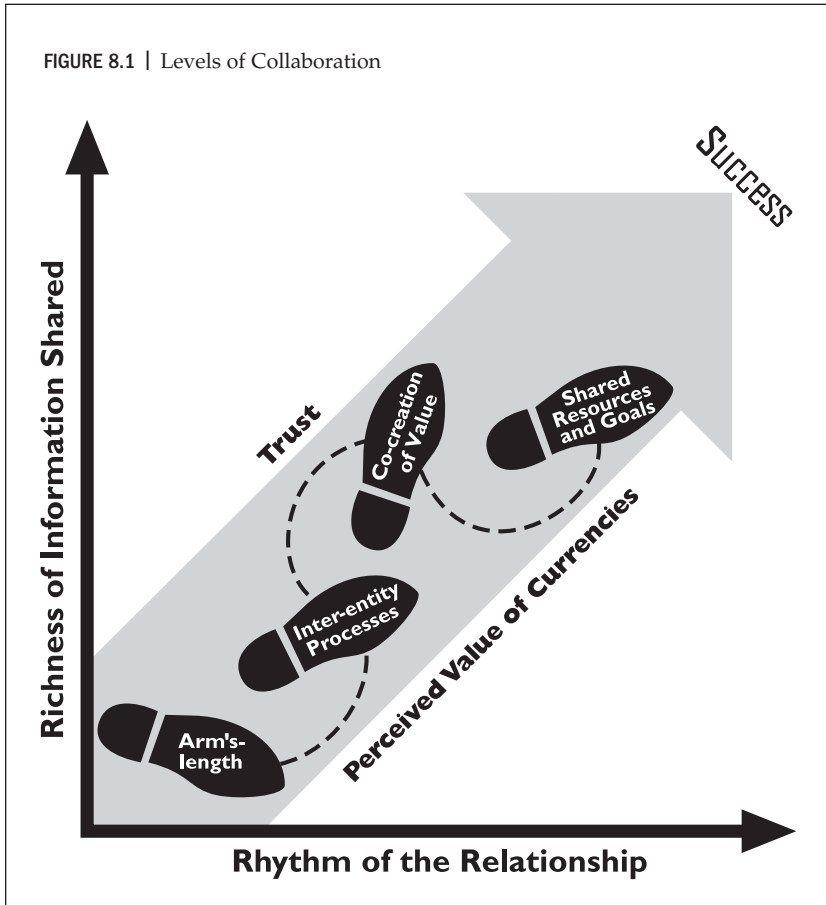 FIGURE 8.1 | Levels of Collaboration
Success
Richness of Information Shared
Trust
Co-creation
of Value
Shared
Resources
and Goals
Inter-entity
Processes
Perceived Value of Currencies
Arm's-
length
Rhythm of the Relationship